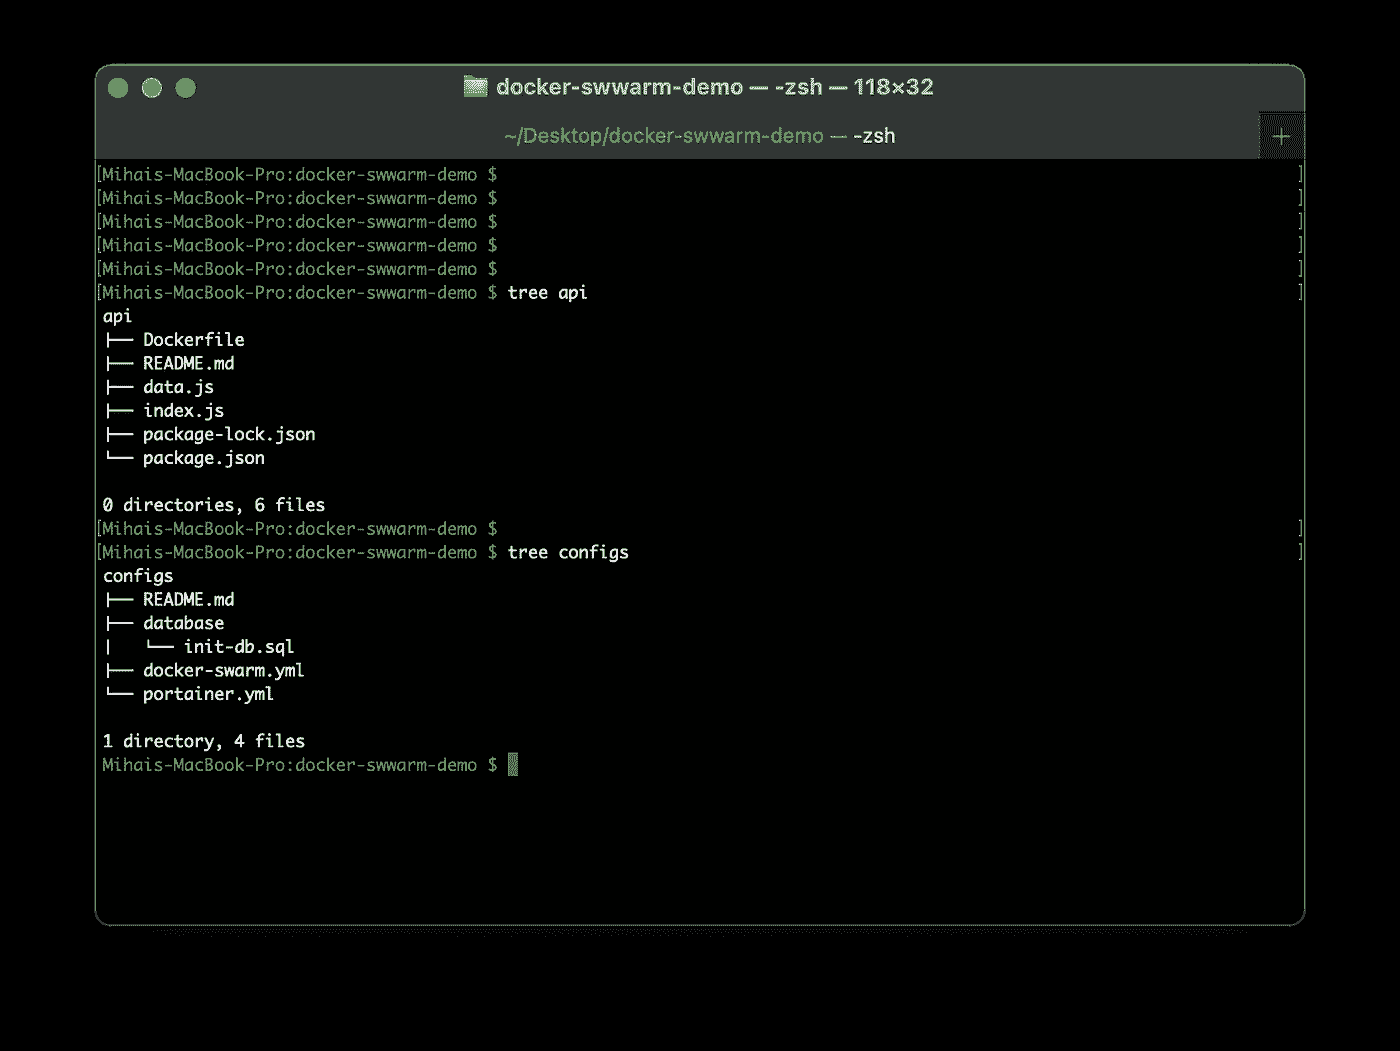 docker-swwarm-demo — -zsh — 118×32
~/Desktop/docker-swwarm-demo — -zsh
+
[Mihais-MacBook-Pro:docker-swwarm-demo $ ]
[Mihais-MacBook-Pro:docker-swwarm-demo $ ]
[Mihais-MacBook-Pro:docker-swwarm-demo $ ]
[Mihais-MacBook-Pro:docker-swwarm-demo $ ]
[Mihais-MacBook-Pro:docker-swwarm-demo $ ]
[Mihais-MacBook-Pro:docker-swwarm-demo $ tree api ]
api
├── Dockerfile
├── README.md
├── data.js
├── index.js
├── package-lock.json
└── package.json
0 directories, 6 files
[Mihais-MacBook-Pro:docker-swwarm-demo $ ]
[Mihais-MacBook-Pro:docker-swwarm-demo $ tree configs ]
configs
├── README.md
├── database
│   └── init-db.sql
├── docker-swarm.yml
└── portainer.yml
1 directory, 4 files
Mihais-MacBook-Pro:docker-swwarm-demo $